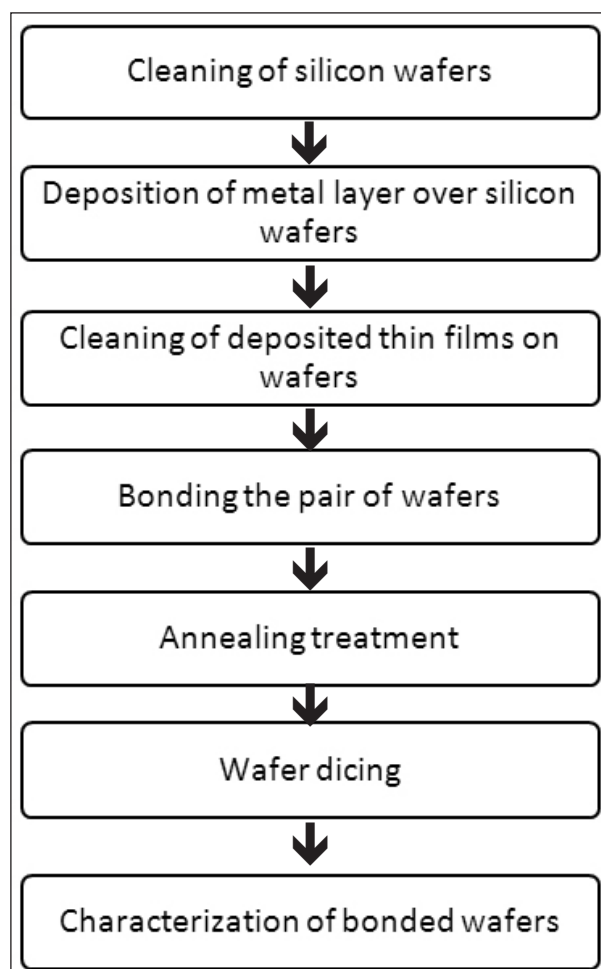 Cleaning of silicon wafers
Deposition of metal layer over silicon
wafers
Cleaning of deposited thin films on
wafers
Bonding the pair of wafers
Annealing treatment
Wafer dicing
Characterization of bonded wafers